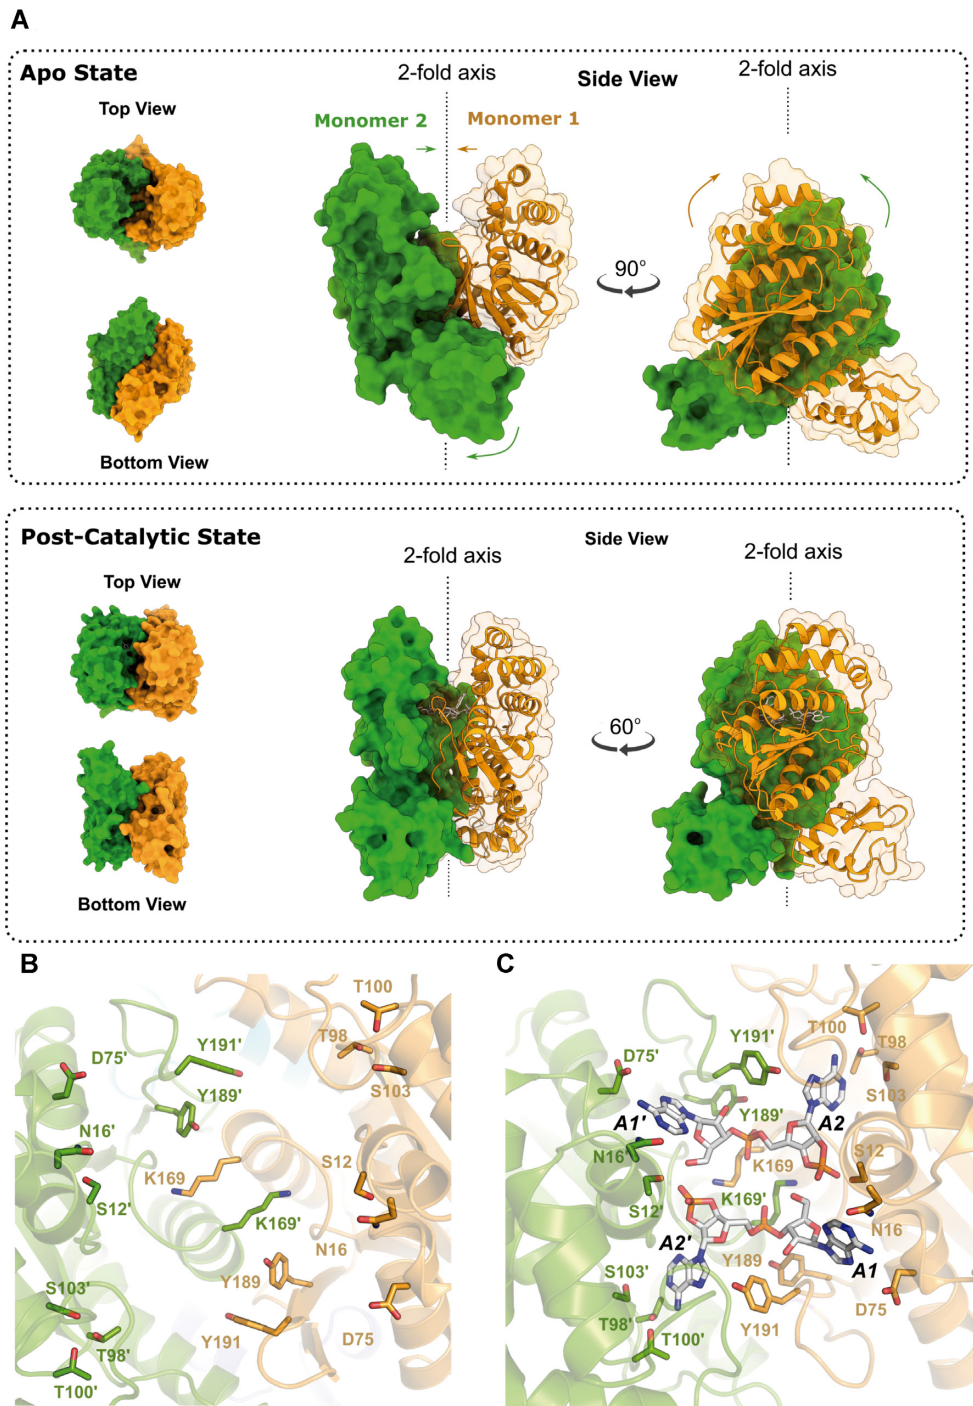 A
Apo State
Top View
Bottom View
2-fold axis
Side View
2-fold axis
Monomer 2
Monomer 1
90°
Post-Catalytic State
Top View
Bottom View
2-fold axis
Side View
2-fold axis
60°
B
T100
T98
S103
Y191'
D75'
Y189'
N16'
K169
S12
S12'
K169'
N16
Y189
S103'
Y191
D75
T98'
T100'
C
Y191'
T100
T98
D75'
S103
A1'
Y189'
A2
N16'
K169
S12
S12'
K169'
N16
A2'
Y189
A1
S103'
D75
T98'
Y191
T100'